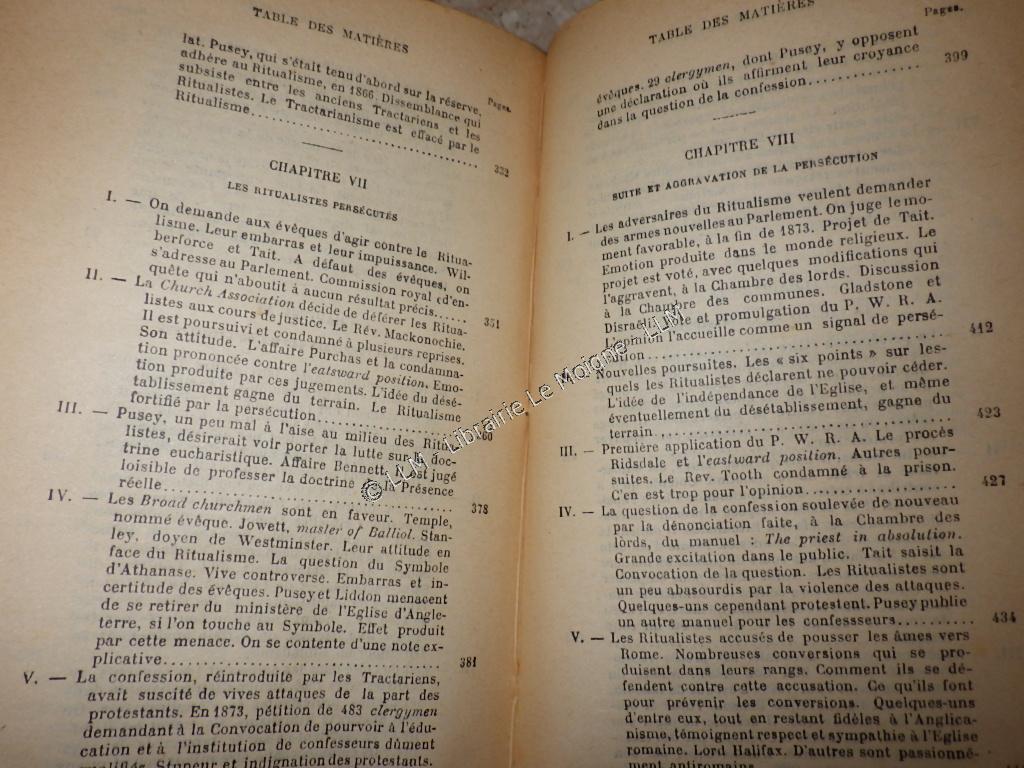 TABLE DES MATIÈRES
Pages.
lat. Pusey, qui s'était tenu d'abord sur la réserve,
adhère au Ritualisme, en 1866. Dissemblance qui
subsiste entre les anciens Tractariens et les
Ritualistes. Le Tractarianisme est effacé par le
Ritualisme........................ 332
CHAPITRE VII
LES RITUALISTES PERSÉCUTÉS
I. — On demande aux évêques d'agir contre le Ritua-
lisme. Leur embarras et leur impuissance. Wil-
berforce et Tait. A défaut des évêques, on
s'adresse au Parlement. Commission royal d'en-
quête qui n'aboutit à aucun résultat précis...... 351
II. — La Church Association décide de déférer les Ritua-
listes aux cours de justice. Le Rév. Mackonochie.
Il est poursuivi et condamné à plusieurs reprises.
Son attitude. L'affaire Purchas et la condamna-
tion prononcée contre l'eatsward position. Emo-
tion produite par ces jugements. L'idée du désé-
tablissement gagne du terrain. Le Ritualisme
fortifié par la persécution................ 360
III. — Pusey, un peu mal à l'aise au milieu des Ritua-
listes, désirerait voir porter la lutte sur la doc-
trine eucharistique. Affaire Bennett. Il est jugé
loisible de professer la doctrine de la Présence
réelle........................ 378
IV. — Les Broad churchmen sont en faveur. Temple,
nommé évêque. Jowett, master of Balliol. Stan-
ley, doyen de Westminster. Leur attitude en
face du Ritualisme. La question du Symbole
d'Athanase. Vive controverse. Embarras et in-
certitude des évêques. Pusey et Liddon menacent
de se retirer du ministère de l'Eglise d'Angle-
terre, si l'on touche au Symbole. Effet produit
par cette menace. On se contente d'une note ex-
plicative........................ 381
V. — La confession, réintroduite par les Tractariens,
avait suscité de vives attaques de la part des
protestants. En 1873, pétition de 483 clergymen
demandant à la Convocation de pourvoir à l'édu-
cation et à l'institution de confesseurs dûment
qualifiés. Stupeur et indignation des protestants.
TABLE DES MATIÈRES
Pages.
évêques. 29 clergymen, dont Pusey, y opposent
une déclaration où ils affirment leur croyance
dans la question de la confession............... 399
CHAPITRE VIII
SUITE ET AGGRAVATION DE LA PERSÉCUTION
I. — Les adversaires du Ritualisme veulent demander
des armes nouvelles au Parlement. On juge le mo-
ment favorable, à la fin de 1873. Projet de Tait.
Emotion produite dans le monde religieux. Le
projet est voté, avec quelques modifications qui
l'aggravent, à la Chambre des lords. Discussion
à la Chambre des communes. Gladstone et
Disraëli. Vote et promulgation du P. W. R. A.
L'opinion l'accueille comme un signal de persé-
cution........................ 412
Nouvelles poursuites. Les « six points » sur les-
quels les Ritualistes déclarent ne pouvoir céder.
L'idée de l'indépendance de l'Eglise, et même
éventuellement du désétablissement, gagne du
terrain........................ 423
III. — Première application du P. W. R. A. Le procès
Ridsdale et l'eastward position. Autres pour-
suites. Le Rev. Tooth condamné à la prison.
C'en est trop pour l'opinion................ 427
IV. — La question de la confession soulevée de nouveau
par la dénonciation faite, à la Chambre des
lords, du manuel : The priest in absolution.
Grande excitation dans le public. Tait saisit la
Convocation de la question. Les Ritualistes sont
un peu abasourdis par la violence des attaques.
Quelques-uns cependant protestent. Pusey publie
un autre manuel pour les confessseurs......... 434
V. — Les Ritualistes accusés de pousser les âmes vers
Rome. Nombreuses conversions qui se pro-
duisent dans leurs rangs. Comment ils se dé-
fendent contre cette accusation. Ce qu'ils font
pour prévenir les conversions. Quelques-uns
d'entre eux, tout en restant fidèles à l'Anglica-
nisme, témoignent respect et sympathie à l'Eglise
romaine. Lord Halifax. D'autres sont passionné-
ment antiromains.
© LLM Librairie Le Moigne LLM